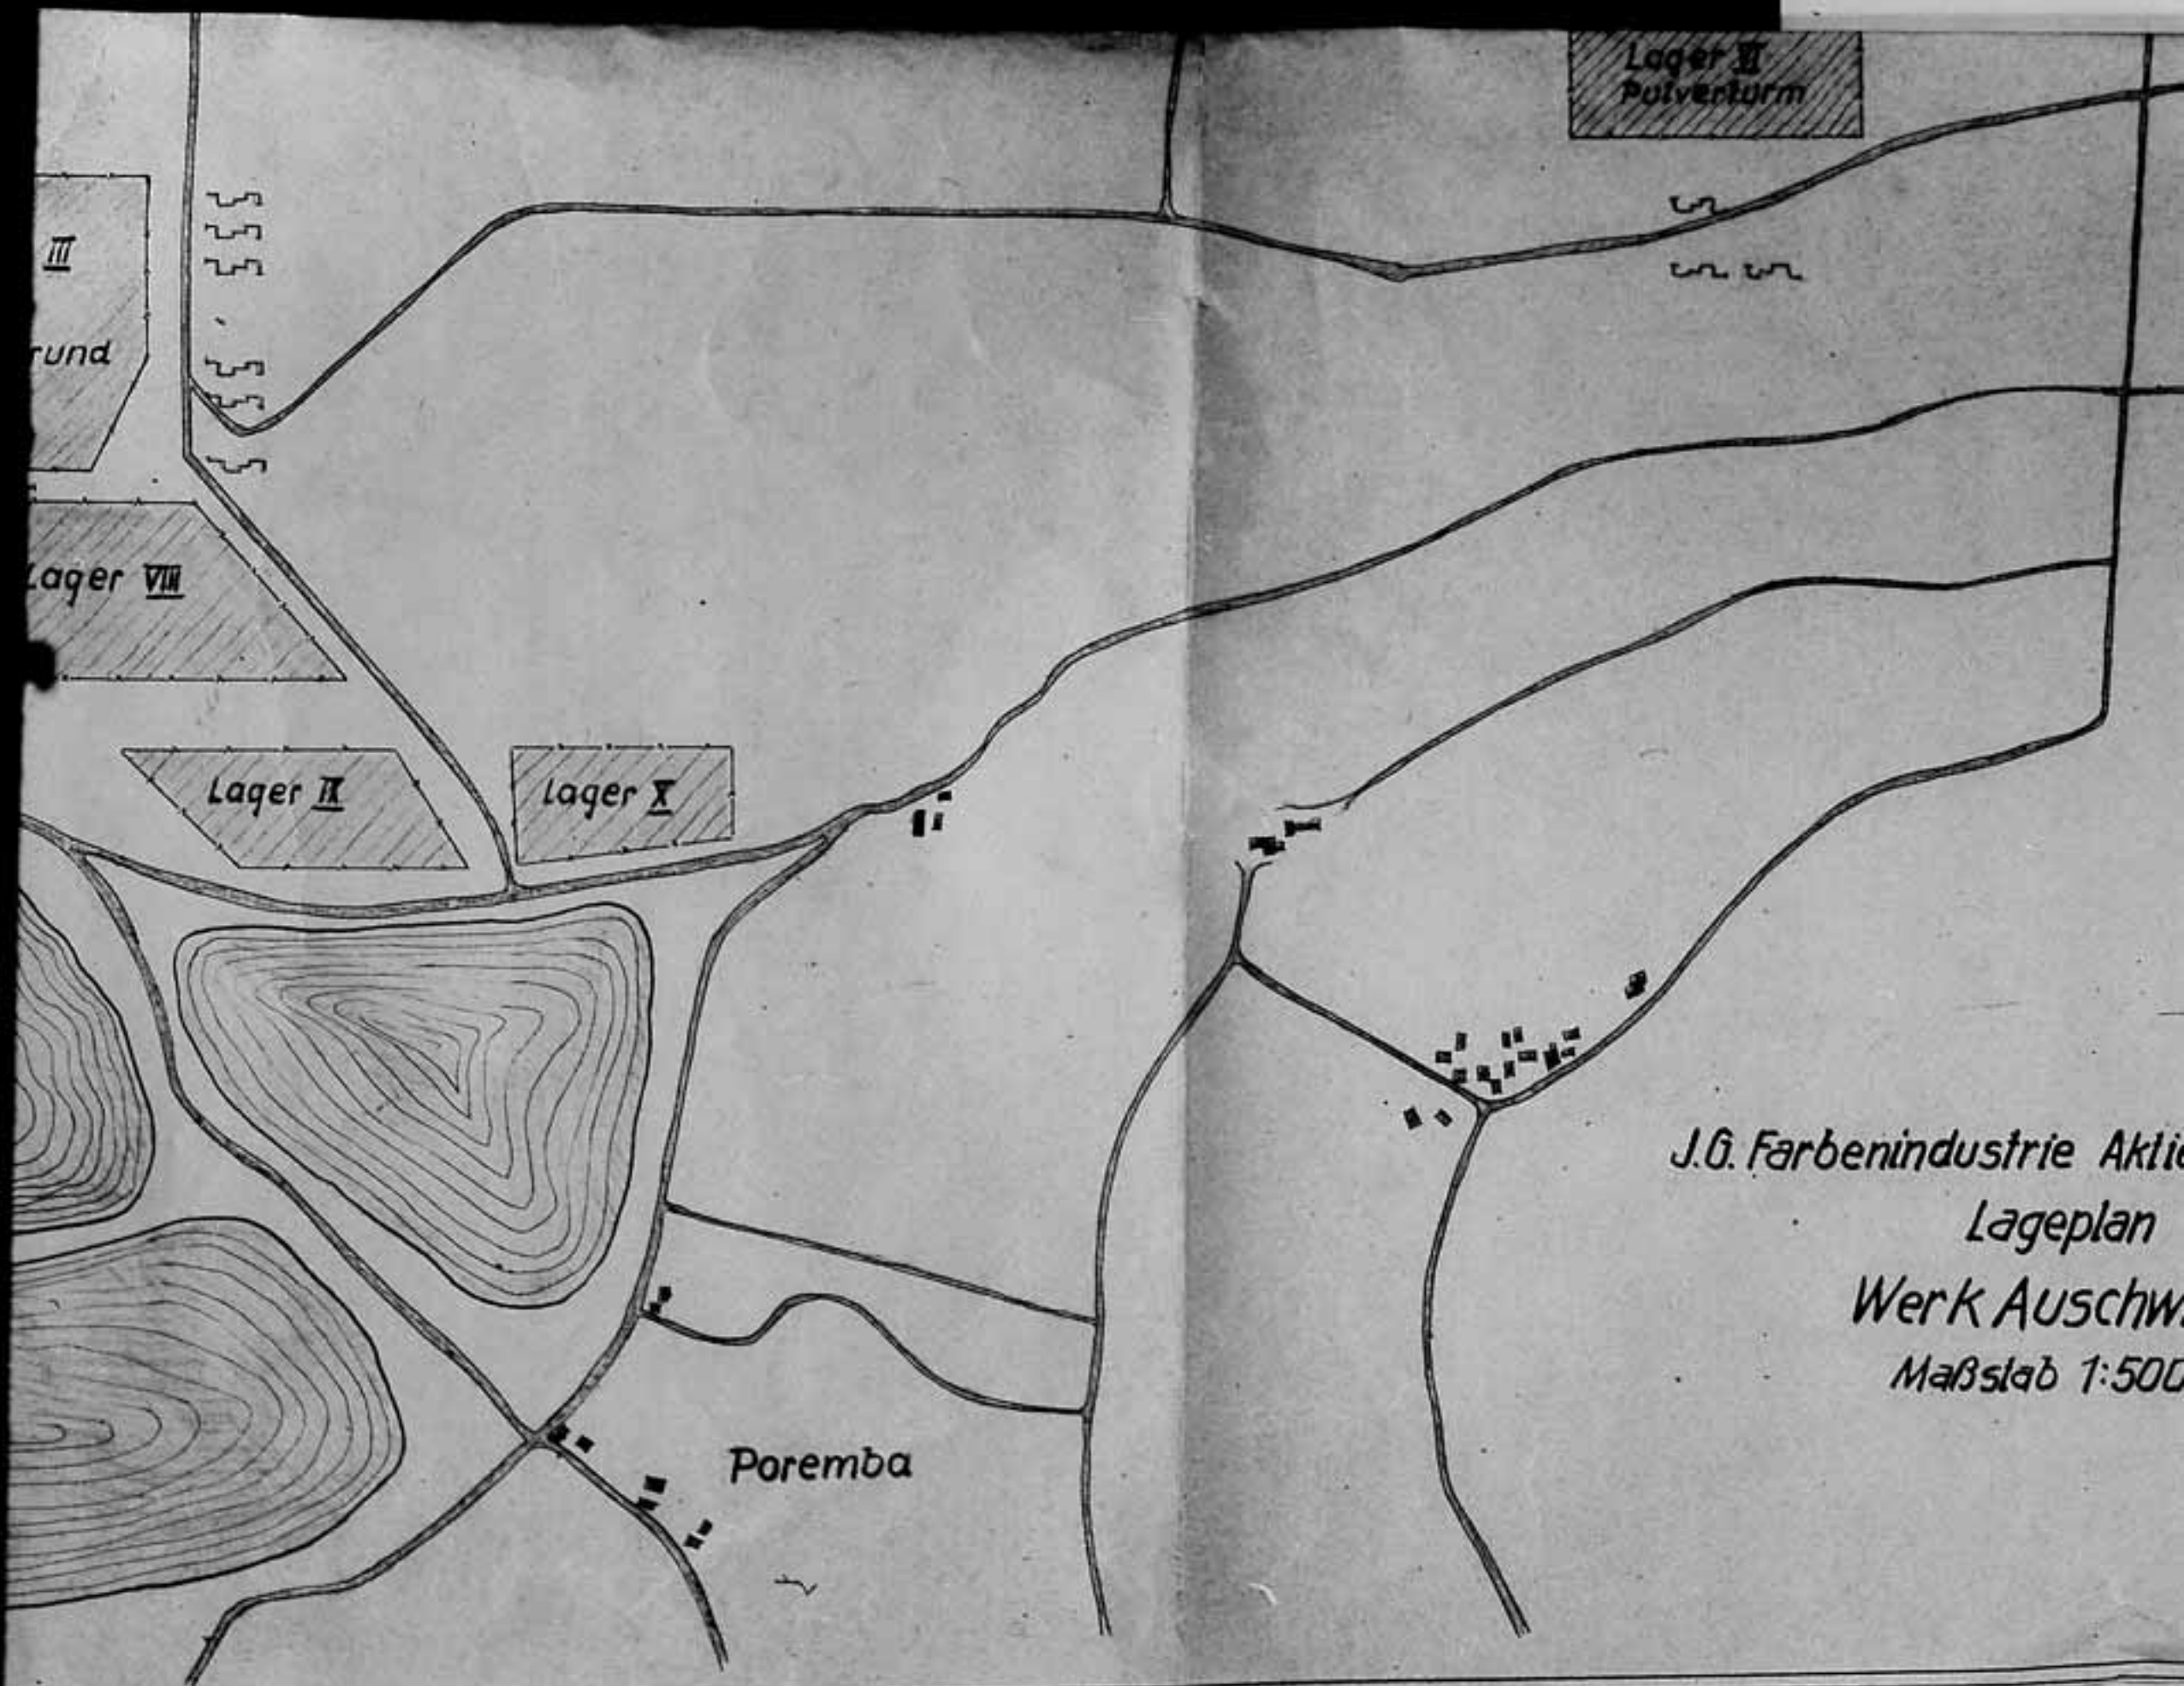 Lager VI
Pulverturm
III
rund
Lager VIII
Lager IX
Lager X
J.G. Farbenindustrie Aktie
Lageplan
Werk Auschw
Maßstab 1:500
Poremba